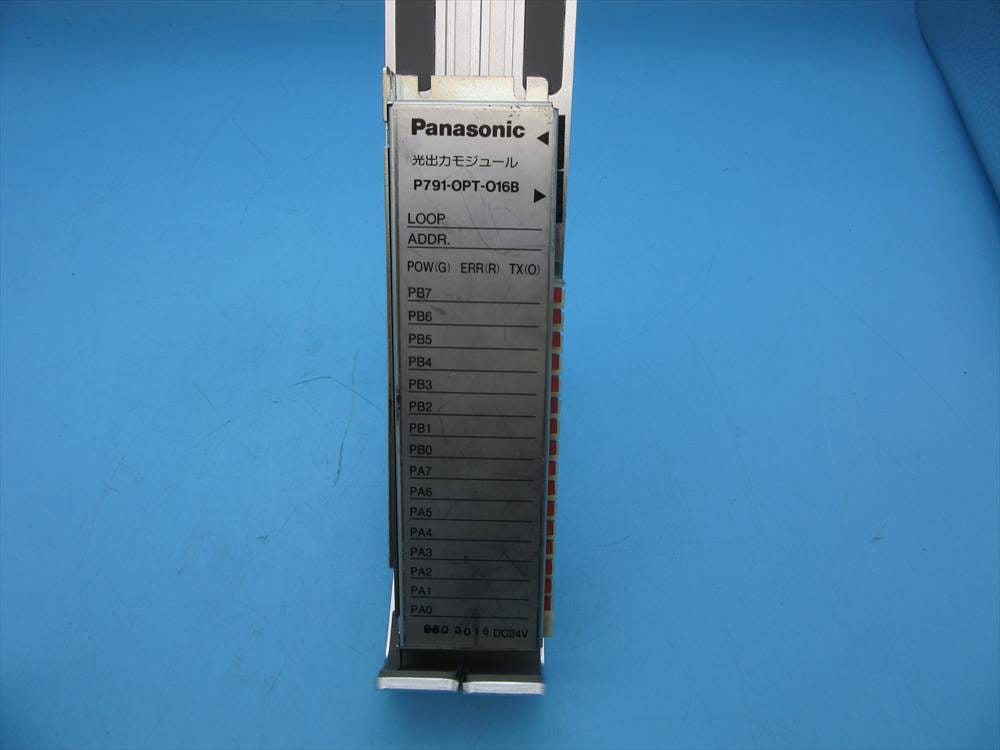 Panasonic
光出力モジュール
P791-OPT-O16B
LOOP
ADDR.
POW(G) ERR(R) TX(O)
PB7
PB6
PB5
PB4
PB3
PB2
PB1
PB0
PA7
PA6
PA5
PA4
PA3
PA2
PA1
PA0
DC24V